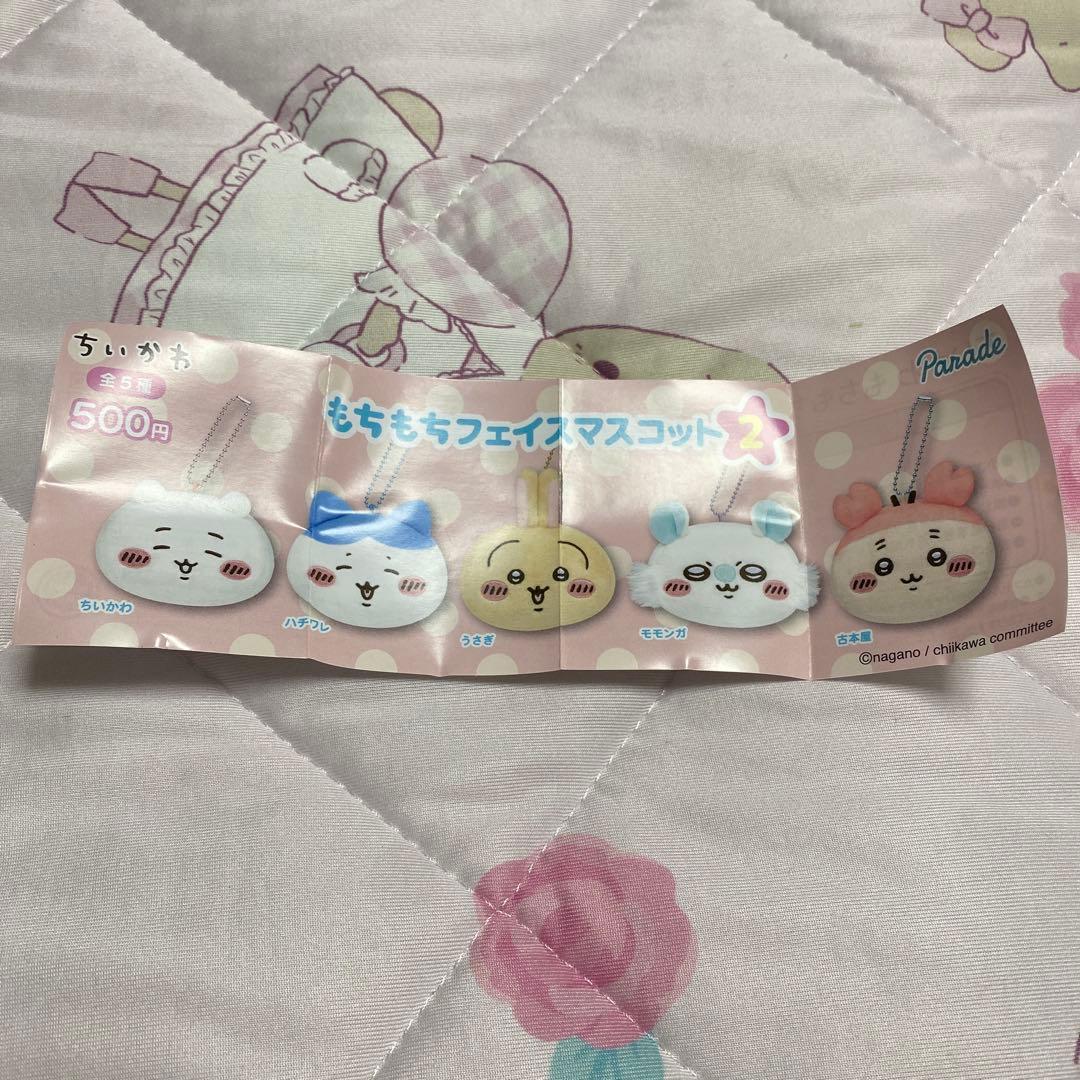 ちいかわ
全5種
500円
もちもちフェイスマスコット2
Parade
ちいかわ
ハチワレ
うさぎ
モモンガ
古本屋
©nagano / chiikawa committee